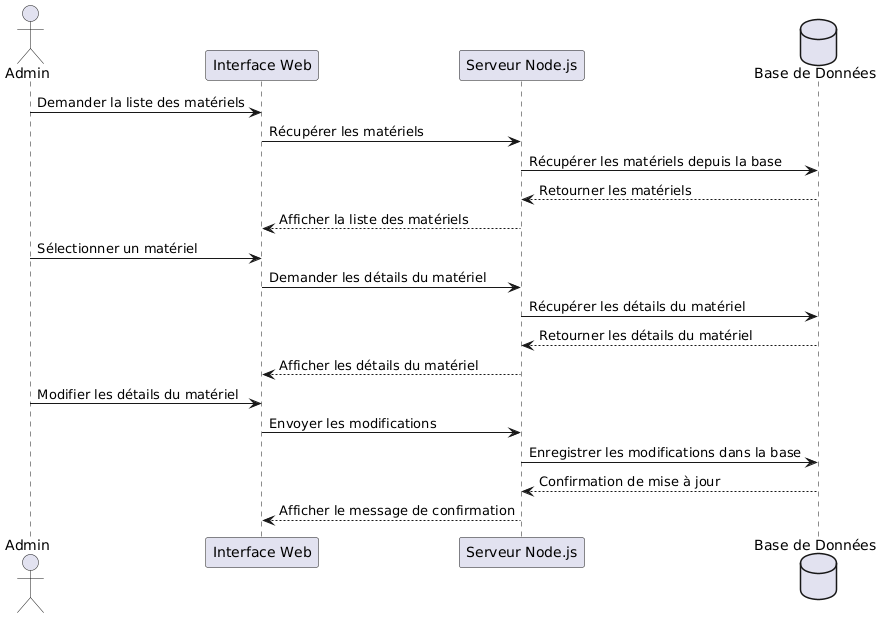 Admin
Interface Web
Serveur Node.js
Base de Données
Demander la liste des matériels
Récupérer les matériels
Récupérer les matériels depuis la base
Retourner les matériels
Afficher la liste des matériels
Sélectionner un matériel
Demander les détails du matériel
Récupérer les détails du matériel
Retourner les détails du matériel
Afficher les détails du matériel
Modifier les détails du matériel
Envoyer les modifications
Enregistrer les modifications dans la base
Confirmation de mise à jour
Afficher le message de confirmation
Admin
Interface Web
Serveur Node.js
Base de Données